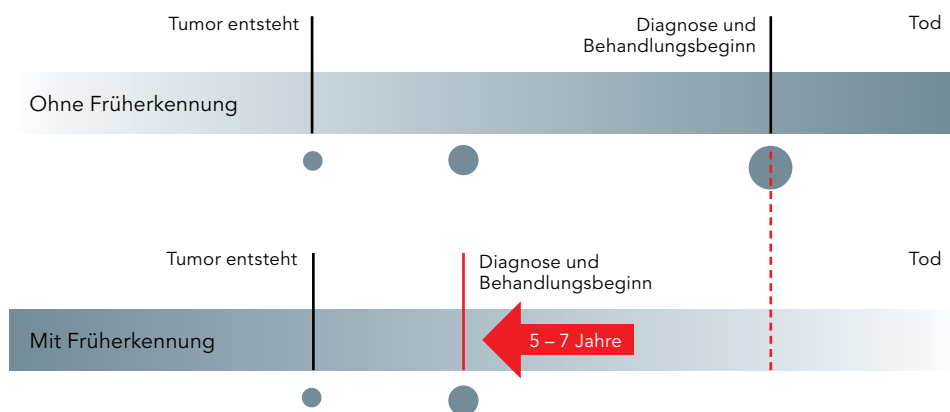 Tumor entsteht
Diagnose und
Behandlungsbeginn
Tod
Ohne Früherkennung
Tumor entsteht
Diagnose und
Behandlungsbeginn
Tod
Mit Früherkennung
5 – 7 Jahre